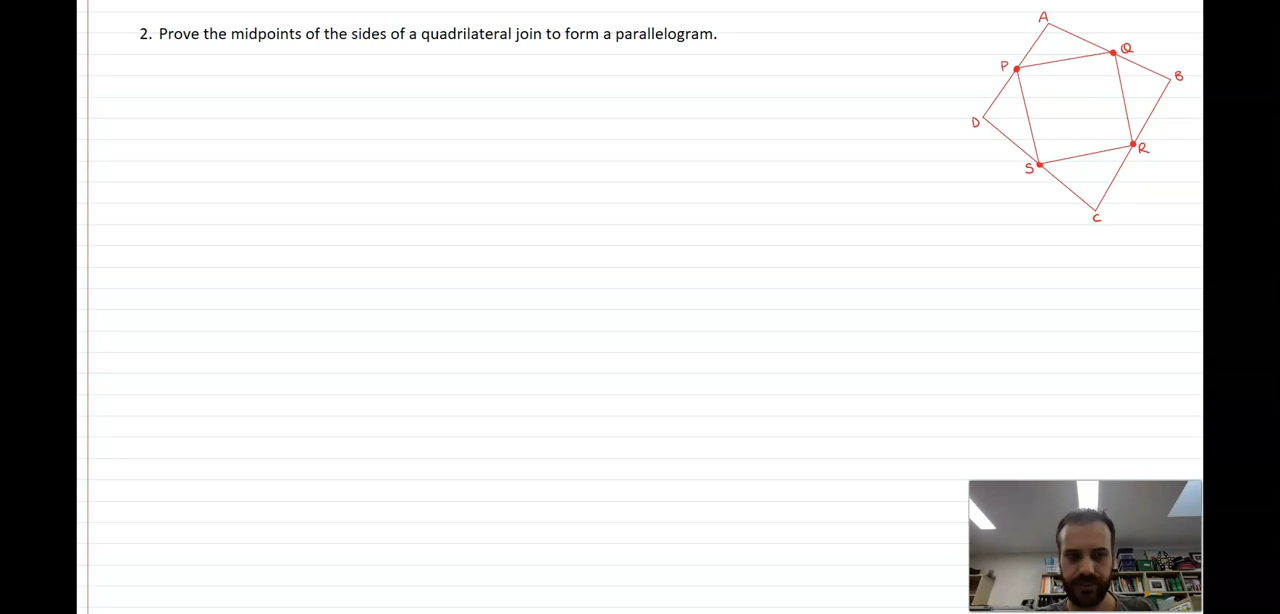 2. Prove the midpoints of the sides of a quadrilateral join to form a parallelogram.
A
Q
P
B
D
R
S
C